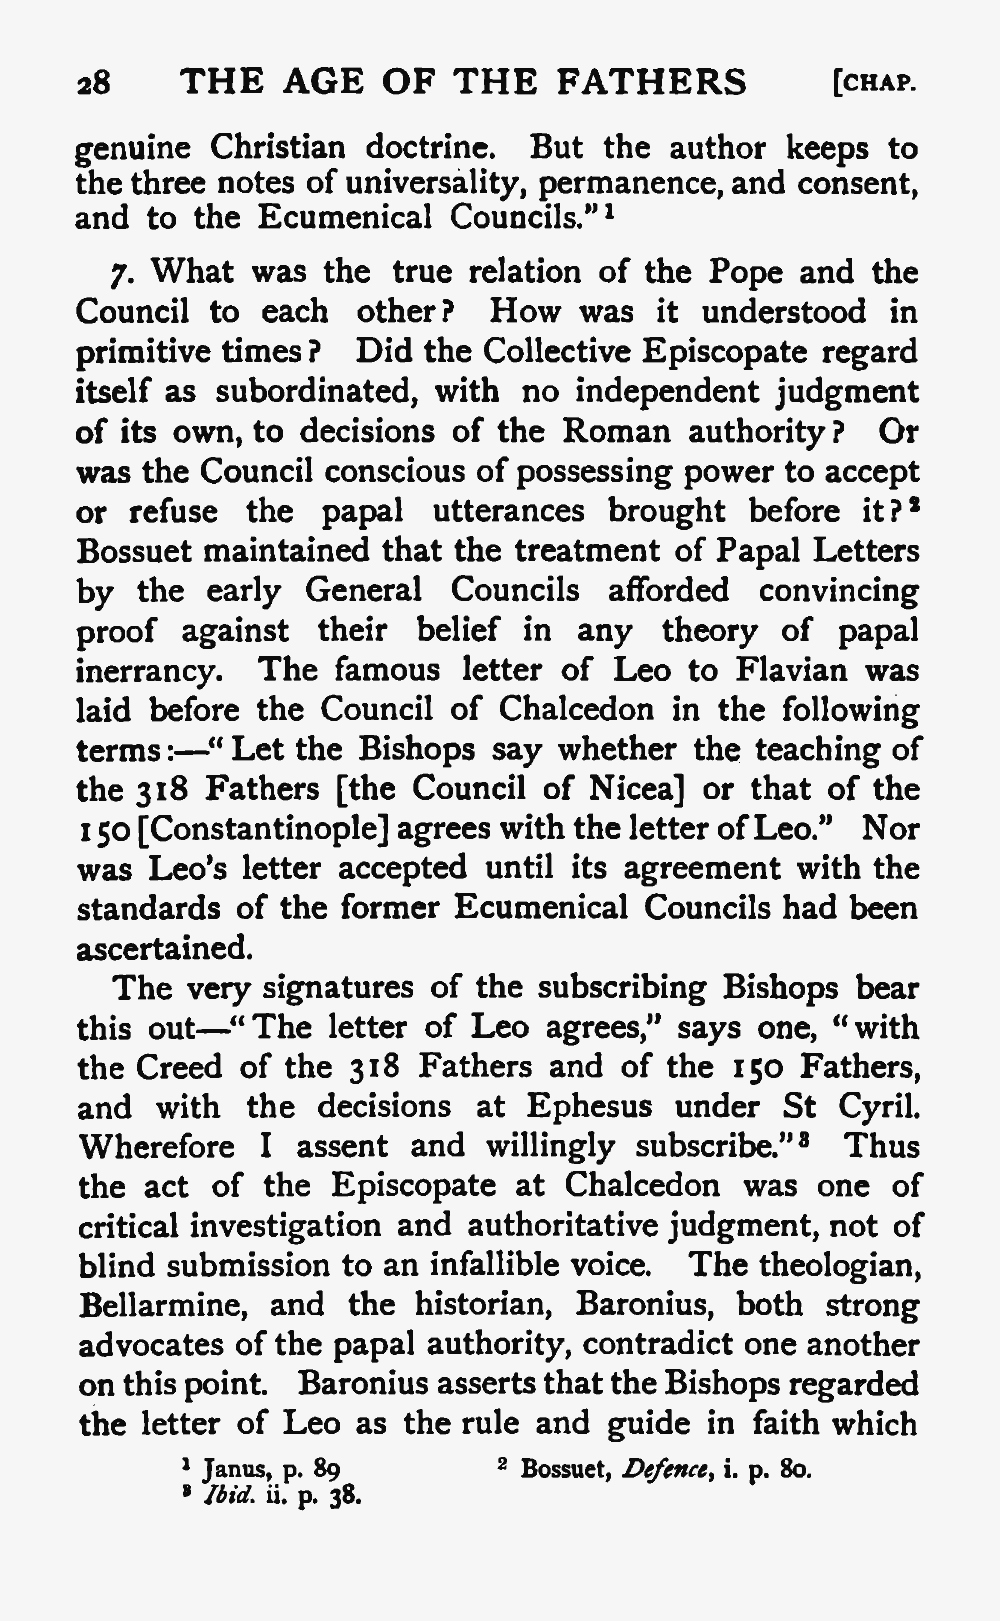 28 THE AGE OF THE FATHERS [CHAP.
genuine Christian doctrine. But the author keeps to
the three notes of universality, permanence, and consent,
and to the Ecumenical Councils." 1
7. What was the true relation of the Pope and the
Council to each other? How was it understood in
primitive times? Did the Collective Episcopate regard
itself as subordinated, with no independent judgment
of its own, to decisions of the Roman authority? Or
was the Council conscious of possessing power to accept
or refuse the papal utterances brought before it? 2
Bossuet maintained that the treatment of Papal Letters
by the early General Councils afforded convincing
proof against their belief in any theory of papal
inerrancy. The famous letter of Leo to Flavian was
laid before the Council of Chalcedon in the following
terms:—"Let the Bishops say whether the teaching of
the 318 Fathers [the Council of Nicea] or that of the
150 [Constantinople] agrees with the letter of Leo." Nor
was Leo's letter accepted until its agreement with the
standards of the former Ecumenical Councils had been
ascertained.
The very signatures of the subscribing Bishops bear
this out—"The letter of Leo agrees," says one, "with
the Creed of the 318 Fathers and of the 150 Fathers,
and with the decisions at Ephesus under St Cyril.
Wherefore I assent and willingly subscribe." 3 Thus
the act of the Episcopate at Chalcedon was one of
critical investigation and authoritative judgment, not of
blind submission to an infallible voice. The theologian,
Bellarmine, and the historian, Baronius, both strong
advocates of the papal authority, contradict one another
on this point. Baronius asserts that the Bishops regarded
the letter of Leo as the rule and guide in faith which
1 Janus, p. 89 2 Bossuet, Defence, i. p. 80.
3 Ibid. ii. p. 38.